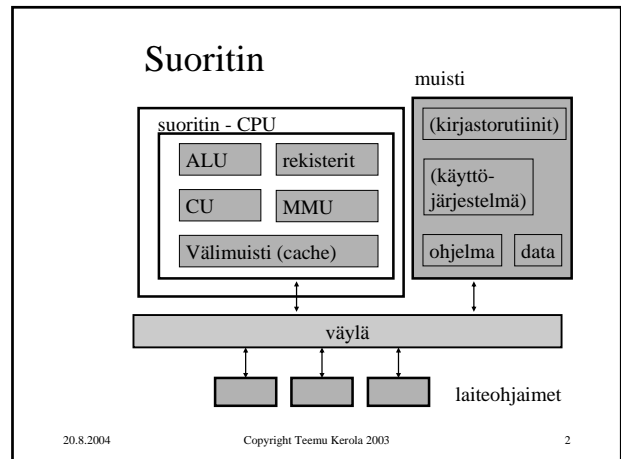 Suoritin
muisti
suoritin - CPU
ALU
rekisterit
CU
MMU
Välimuisti (cache)
(kirjastorutiinit)
(käyttö-
järjestelmä)
ohjelma
data
väylä
laiteohjaimet
20.8.2004
Copyright Teemu Kerola 2003
2